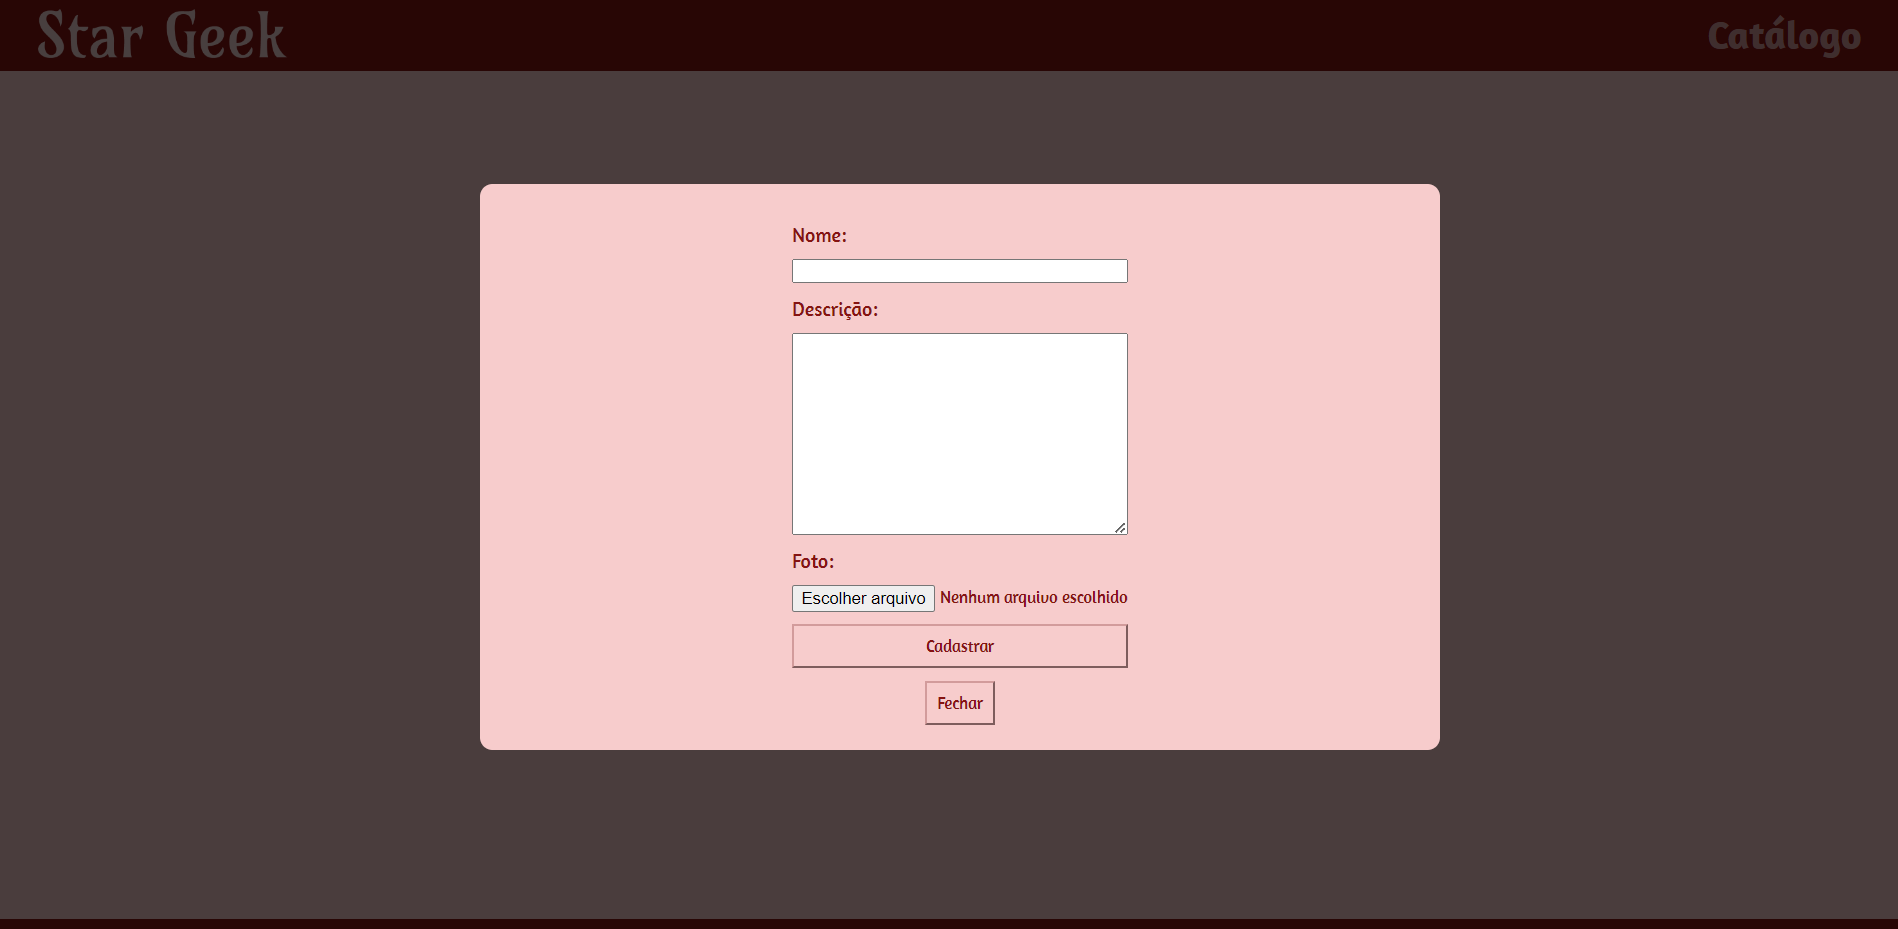 Star Geek
Catálogo
Nome:
Descrição:
Foto:
Escolher arquivo Nenhum arquivo escolhido
Cadastrar
Fechar